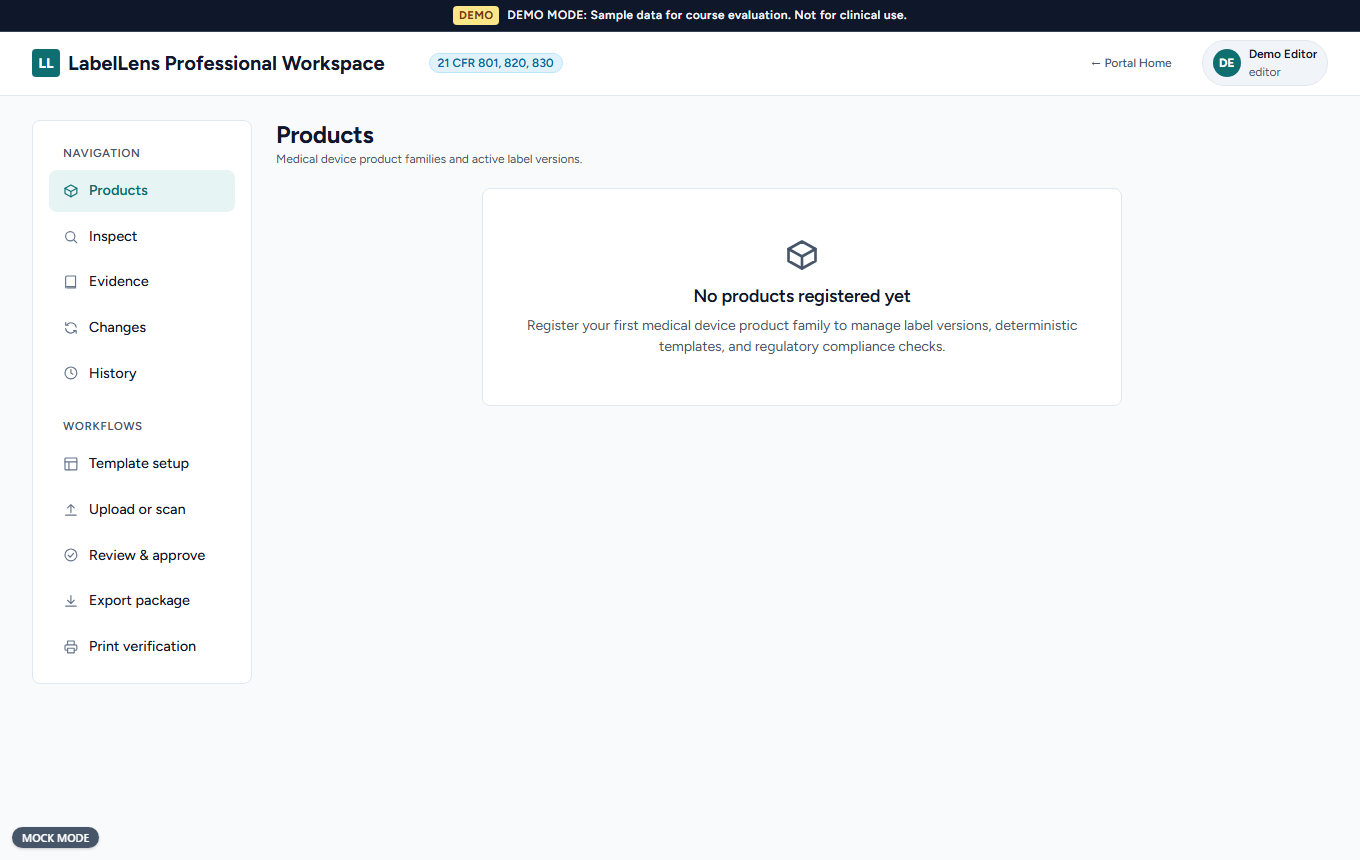 DEMO DEMO MODE: Sample data for course evaluation. Not for clinical use.
LL LabelLens Professional Workspace 21 CFR 801, 820, 830 ← Portal Home DE Demo Editor
editor
NAVIGATION
Products
Inspect
Evidence
Changes
History
WORKFLOWS
Template setup
Upload or scan
Review & approve
Export package
Print verification
Products
Medical device product families and active label versions.
No products registered yet
Register your first medical device product family to manage label versions, deterministic
templates, and regulatory compliance checks.
MOCK MODE